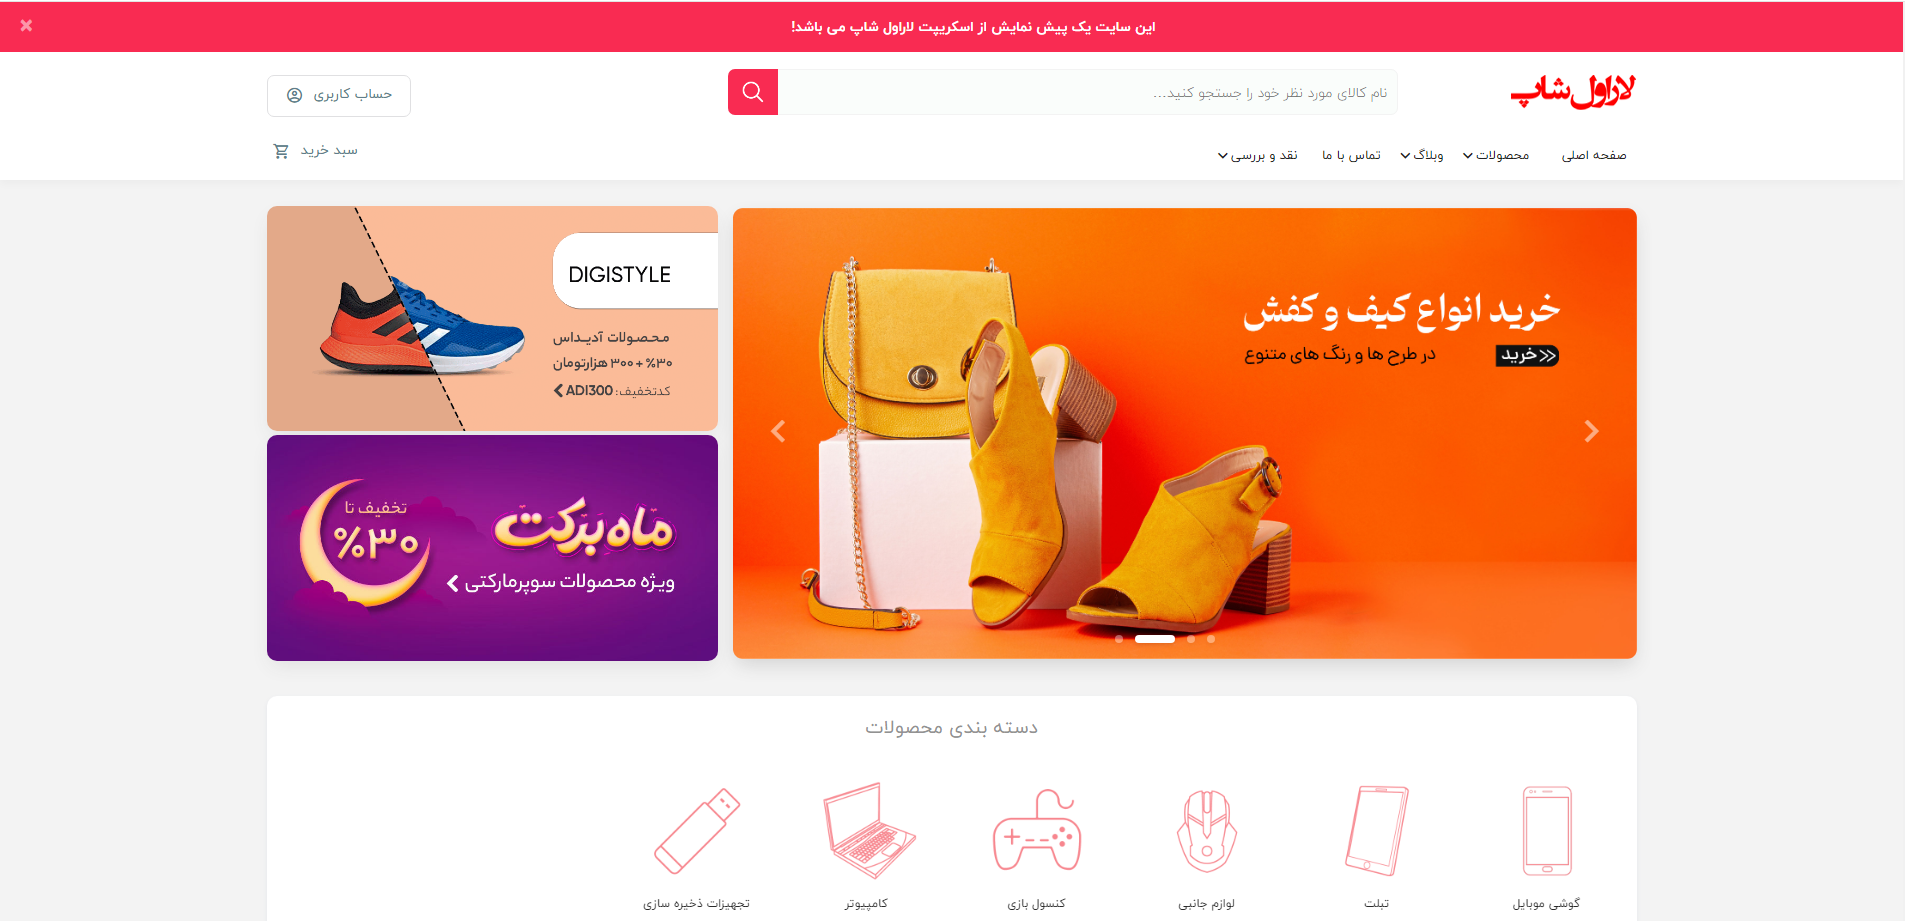 این سایت یک پیش نمایش از اسکریپت لاراول شاپ می باشد!
لاراول شاپ
نام کالای مورد نظر خود را جستجو کنید...
حساب کاربری
صفحه اصلی
محصولات
وبلاگ
تماس با ما
نقد و بررسی
سبد خرید
خرید انواع کیف و کفش
در طرح ها و رنگ های متنوع
خرید
DIGISTYLE
محصولات آدیداس
۳۰% + ۳۰۰ هزارتومان
کدتخفیف: ADI300
ماه برکت
ویژه محصولات سوپرمارکتی
تخفیف تا
۳۰%
دسته بندی محصولات
گوشی موبایل
تبلت
لوازم جانبی
کنسول بازی
کامپیوتر
تجهیزات ذخیره سازی